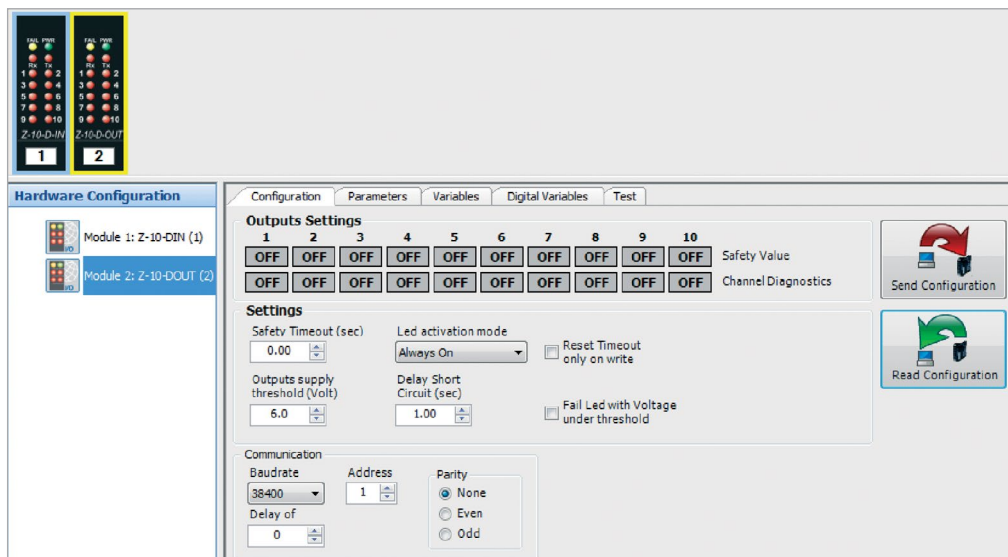 FAIL PWR
Rx Tx
1 2
3 4
5 6
7 8
9 10
Z-10-D-IN
1
FAIL PWR
Rx Tx
1 2
3 4
5 6
7 8
9 10
Z-10-D-OUT
2
Hardware Configuration
Module 1: Z-10-DIN (1)
Module 2: Z-10-DOUT (2)
Configuration Parameters Variables Digital Variables Test
Outputs Settings
1 2 3 4 5 6 7 8 9 10
OFF OFF OFF OFF OFF OFF OFF OFF OFF OFF Safety Value
OFF OFF OFF OFF OFF OFF OFF OFF OFF OFF Channel Diagnostics
Settings
Safety Timeout (sec)
0.00
Led activation mode
Always On
Reset Timeout
only on write
Outputs supply
threshold (Volt)
6.0
Delay Short
Circuit (sec)
1.00
Fail Led with Voltage
under threshold
Communication
Baudrate
38400
Address
1
Delay of
0
Parity
None
Even
Odd
Send Configuration
Read Configuration